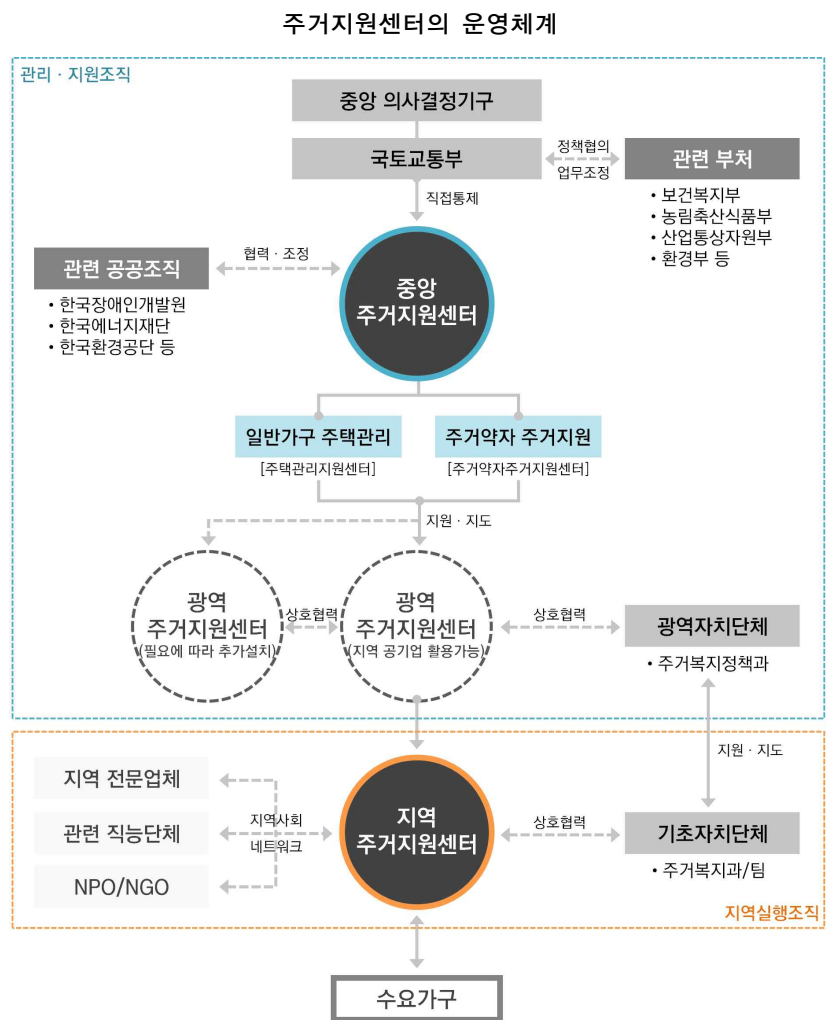 주거지원센터의 운영체계
관리 · 지원조직
중앙 의사결정기구
국토교통부
정책협의
업무조정
관련 부처
• 보건복지부
• 농림축산식품부
• 산업통상자원부
• 환경부 등
직접통제
관련 공공조직
• 한국장애인개발원
• 한국에너지재단
• 한국환경공단 등
협력 · 조정
중앙
주거지원센터
일반가구 주택관리
[주택관리지원센터]
주거약자 주거지원
[주거약자주거지원센터]
지원 · 지도
광역
주거지원센터
(필요에 따라 추가설치)
상호협력
광역
주거지원센터
(지역 공기업 활용가능)
상호협력
광역자치단체
• 주거복지정책과
지원 · 지도
지역 전문업체
관련 직능단체
NPO/NGO
지역사회
네트워크
지역
주거지원센터
상호협력
기초자치단체
• 주거복지과/팀
지역실행조직
수요가구